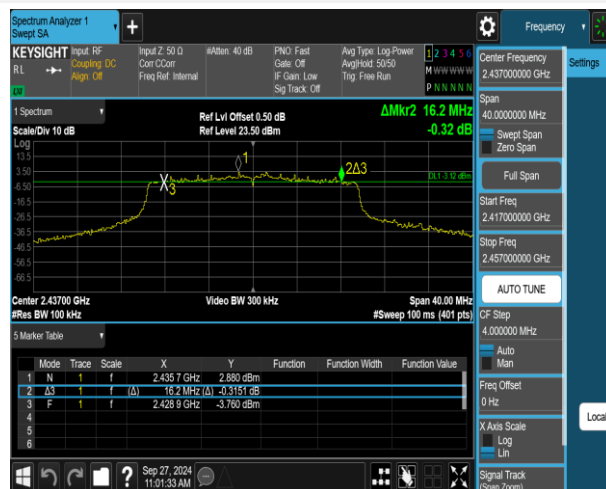 Spectrum Analyzer 1
Swept SA
Frequency
KEYSIGHT
RL
Input: RF
Coupling: DC
Align: Off
Input Z: 50 Ω
Corr CCorr
Freq Ref: Internal
#Atten: 40 dB
PNO: Fast
Gate: Off
IF Gain: Low
Sig Track: Off
Avg Type: Log-Power
Avg|Hold: 50/50
Trig: Free Run
1 2 3 4 5 6
M W W W W W
P N N N N N
Center Frequency
2.437000000 GHz
Settings
Span
40.0000000 MHz
Swept Span
Zero Span
Full Span
Start Freq
2.417000000 GHz
Stop Freq
2.457000000 GHz
AUTO TUNE
CF Step
4.000000 MHz
Auto
Man
Freq Offset
0 Hz
X Axis Scale
Log
Lin
Local
Signal Track
(Span Zoom)
1 Spectrum
Scale/Div 10 dB
Ref Lvl Offset 0.50 dB
Ref Level 23.50 dBm
ΔMkr2 16.2 MHz
-0.32 dB
Log
13.5
3.50
-6.50
-16.5
-26.5
-36.5
-46.5
-56.5
-66.5
1
2Δ3
3
DL1 -3.12 dBm
Center 2.43700 GHz
#Res BW 100 kHz
Video BW 300 kHz
Span 40.00 MHz
#Sweep 100 ms (401 pts)
5 Marker Table
Mode Trace Scale X Y Function Function Width Function Value
1 N 1 f 2.435 7 GHz 2.880 dBm
2 Δ3 1 f (Δ) 16.2 MHz (Δ) -0.3151 dB
3 F 1 f 2.428 9 GHz -3.760 dBm
4
5
6
Sep 27, 2024
11:01:33 AM